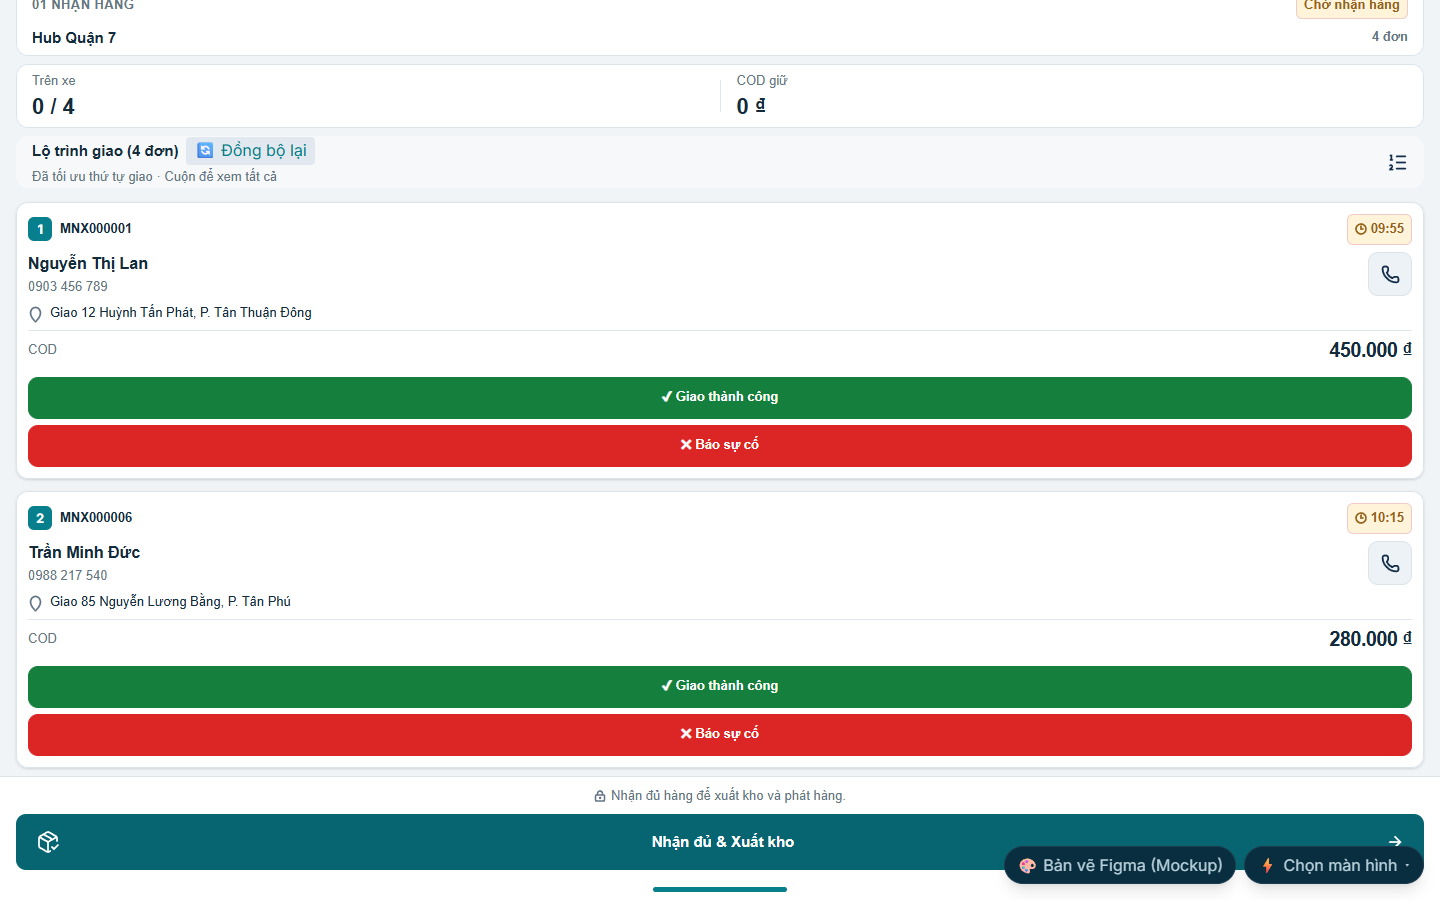 01 NHẬN HÀNG
Chờ nhận hàng
Hub Quận 7
4 đơn
Trên xe
COD giữ
0 / 4
0 ₫
Lộ trình giao (4 đơn)
Đồng bộ lại
Đã tối ưu thứ tự giao · Cuộn để xem tất cả
1 MNX000001
09:55
Nguyễn Thị Lan
0903 456 789
Giao 12 Huỳnh Tấn Phát, P. Tân Thuận Đông
COD
450.000 ₫
✓ Giao thành công
✕ Báo sự cố
2 MNX000006
10:15
Trần Minh Đức
0988 217 540
Giao 85 Nguyễn Lương Bằng, P. Tân Phú
COD
280.000 ₫
✓ Giao thành công
✕ Báo sự cố
Nhận đủ hàng để xuất kho và phát hàng.
Nhận đủ & Xuất kho
Bản vẽ Figma (Mockup)
Chọn màn hình ·